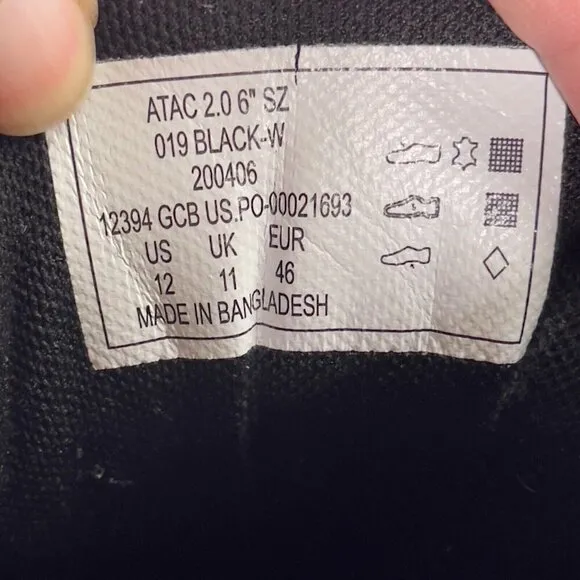 ATAC 2.0 6" SZ
019 BLACK-W
200406
12394 GCB US.PO-00021693
US UK EUR
12 11 46
MADE IN BANGLADESH